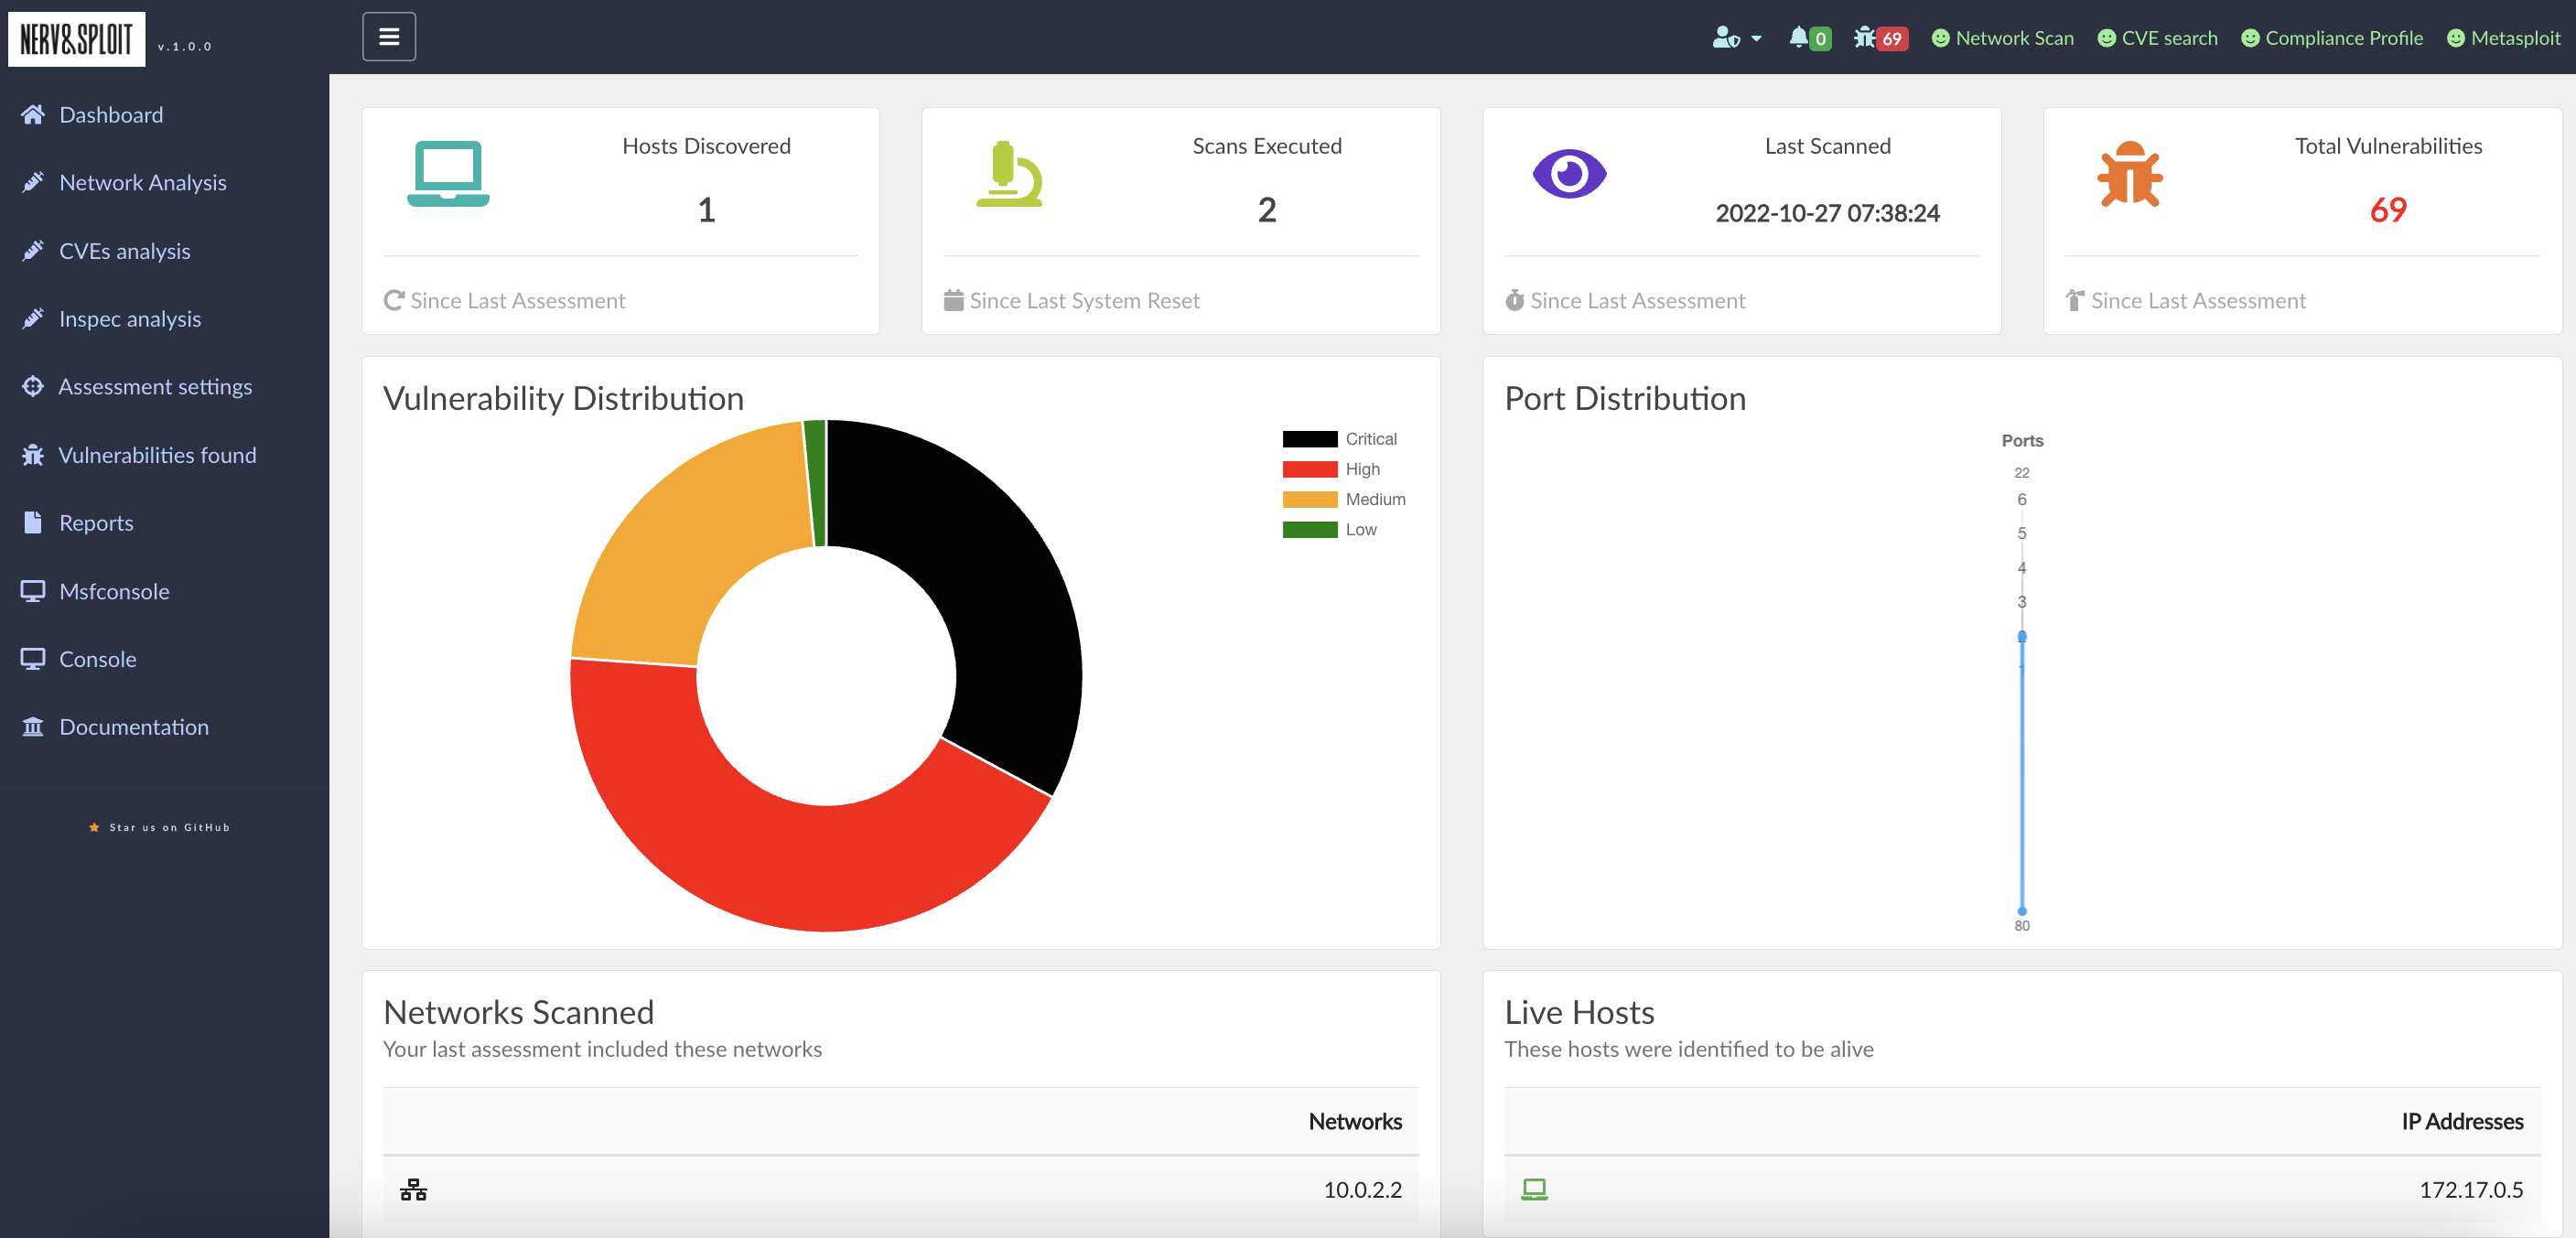 NERV&SPLOIT v.1.0.0
0 69 Network Scan CVE search Compliance Profile Metasploit
Dashboard
Network Analysis
CVEs analysis
Inspec analysis
Assessment settings
Vulnerabilities found
Reports
Msfconsole
Console
Documentation
Star us on GitHub
Hosts Discovered
1
Since Last Assessment
Scans Executed
2
Since Last System Reset
Last Scanned
2022-10-27 07:38:24
Since Last Assessment
Total Vulnerabilities
69
Since Last Assessment
Vulnerability Distribution
Critical
High
Medium
Low
Port Distribution
Ports
22
6
5
4
3
2
1
80
Networks Scanned
Your last assessment included these networks
Networks
10.0.2.2
Live Hosts
These hosts were identified to be alive
IP Addresses
172.17.0.5